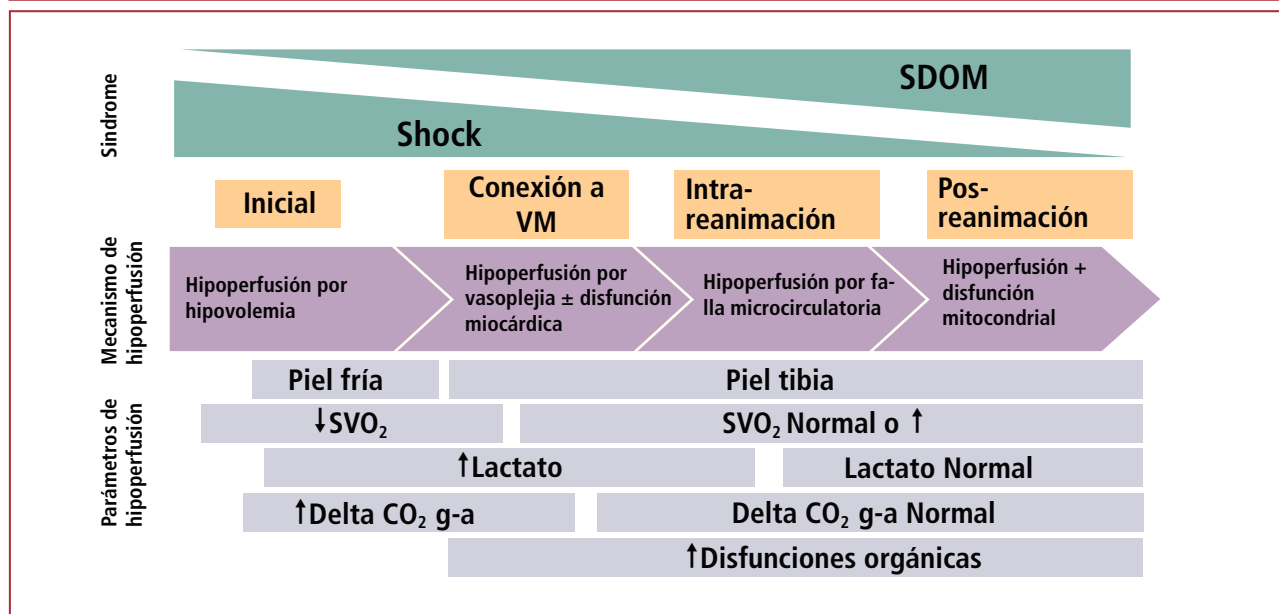 Sindrome
SDOM
Shock
Inicial
Conexión a
VM
Intra-
reanimación
Pos-
reanimación
Mecanismo de
hipoperfusión
Hipoperfusión por
hipovolemia
Hipoperfusión por
vasoplejia ± disfunción
miocárdica
Hipoperfusión por fa-
lla microcirculatoria
Hipoperfusión +
disfunción
mitocondrial
Parámetros de
hipoperfusión
Piel fría
Piel tibia
↓SVO₂
SVO₂ Normal o ↑
↑Lactato
Lactato Normal
↑Delta CO₂ g-a
Delta CO₂ g-a Normal
↑Disfunciones orgánicas